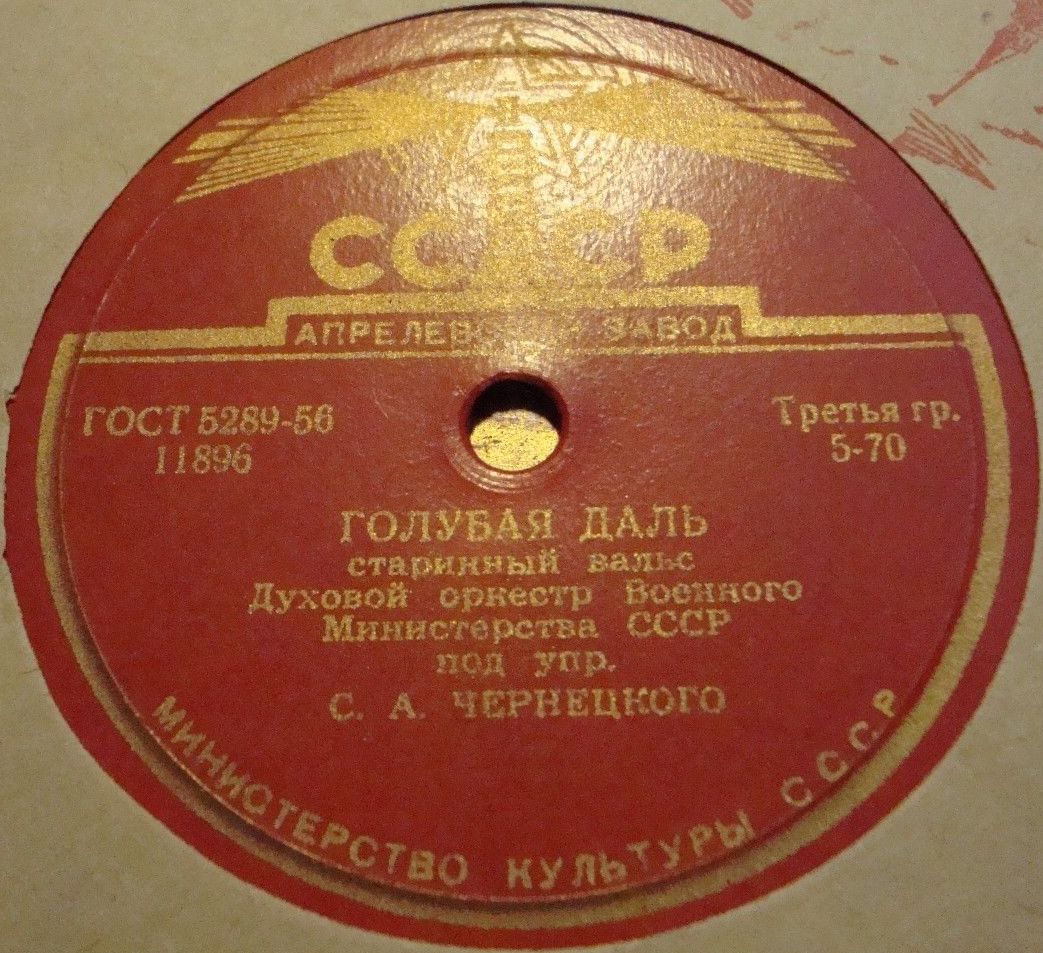 СССР
ЗАВОД
ГОСТ 5289-56
11896
Третья гр.
5-70
ГОЛУБАЯ ДАЛЬ
старинный вальс
Духовой оркестр Военного
Министерства СССР
под упр.
С. А. ЧЕРНЕЦКОГО
МИНИСТЕРСТВО КУЛЬТУРЫ СССР